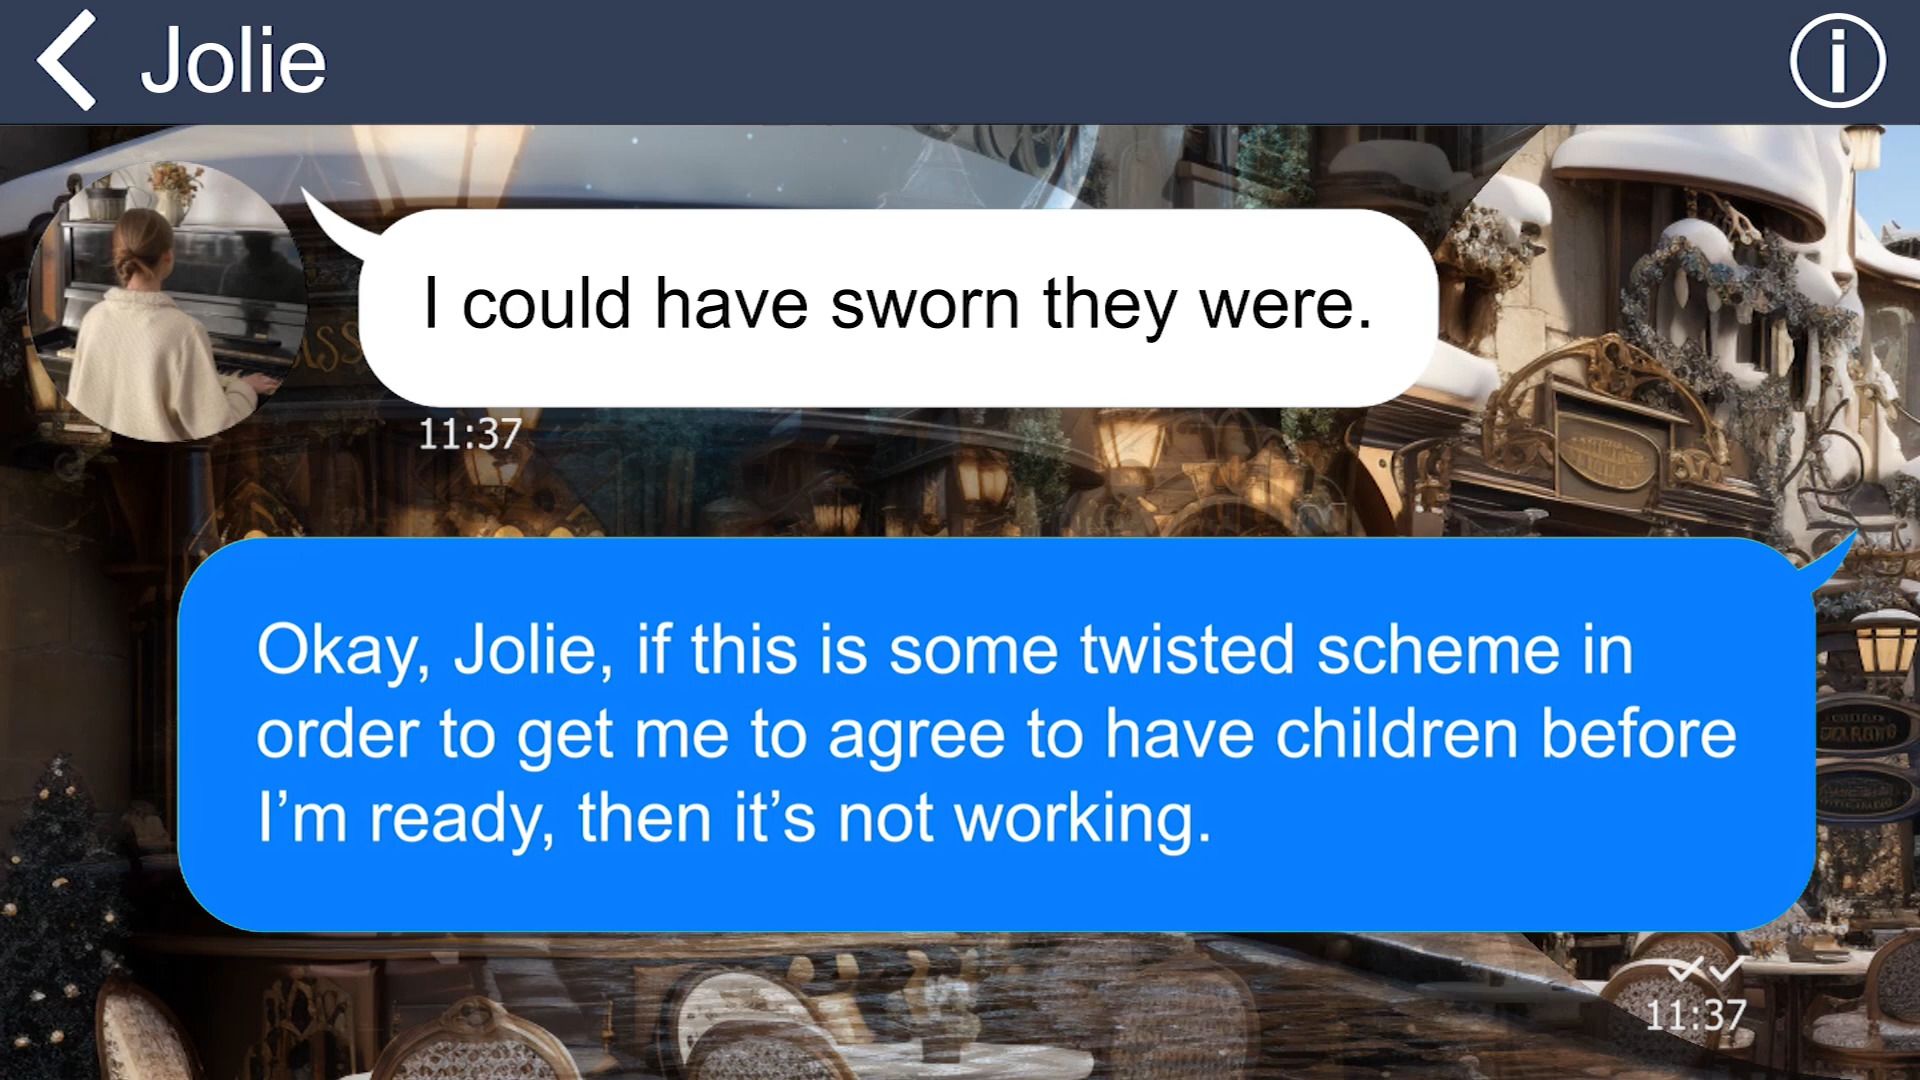 Jolie
I could have sworn they were.
11:37
Okay, Jolie, if this is some twisted scheme in
order to get me to agree to have children before
I’m ready, then it’s not working.
11:37